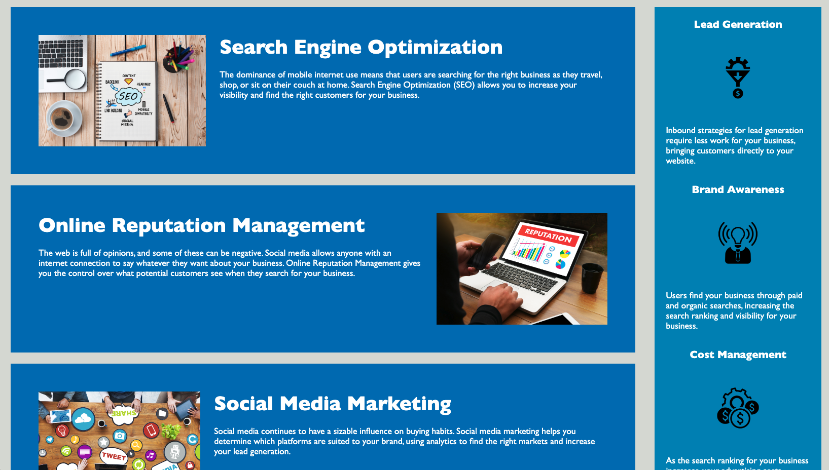 Search Engine Optimization
The dominance of mobile internet use means that users are searching for the right business as they travel,
shop, or sit on their couch at home. Search Engine Optimization (SEO) allows you to increase your
visibility and find the right customers for your business.
SEO
Online Reputation Management
The web is full of opinions, and some of these can be negative. Social media allows anyone with an
internet connection to say whatever they want about your business. Online Reputation Management gives
you the control over what potential customers see when they search for your business.
REPUTATION
Social Media Marketing
Social media continues to have a sizable influence on buying habits. Social media marketing helps you
determine which platforms are suited to your brand, using analytics to find the right markets and increase
your lead generation.
SHARE
TWEET
Lead Generation
Inbound strategies for lead generation
require less work for your business,
bringing customers directly to your
website.
Brand Awareness
Users find your business through paid
and organic searches, increasing the
search ranking and visibility for your
business.
Cost Management
As the search ranking for your business